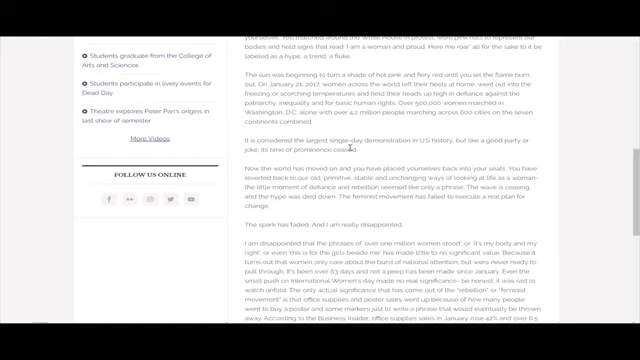 Students graduate from the College of
Arts and Sciences
Students participate in lively events for
Dead Day
Theatre explores Peter Pan's origins in
last show of semester
More Videos
FOLLOW US ONLINE
yourselves. You marched around the White House in protest, wore pink hats to represent our
bodies and held signs that read 'I am a woman and proud. Here me roar' all for the sake to it be
labeled as a hype, a trend, a fluke.
The sun was beginning to turn a shade of hot pink and fiery red until you let the flame burn
out. On January 21, 2017, women across the world left their heels at home, went out into the
freezing or scorching temperatures and held their heads up high in defiance against the
patriarchy, inequality and for basic human rights. Over 500,000 women marched in
Washington, D.C. alone with over 4.2 million people marching across 600 cities on the seven
continents combined.
It is considered the largest single-day demonstration in U.S history, but like a good party or
joke, its time of prominence ceased.
Now the world has moved on and you have placed yourselves back into your seats. You have
reverted back to our old, primitive, stable and unchanging ways of looking at life as a woman-
the little moment of defiance and rebellion seemed like only a phrase. The wave is ceasing
and the hype was died down. The feminist movement has failed to execute a real plan for
change.
The spark has faded. And I am really disappointed.
I am disappointed that the phrases of 'over one million women stood', or 'it's my body and my
right', or even 'this for the girls beside me' has made little to no significant value. Because it
turns out that women only care about the burst of national attention, but were never ready to
pull through. It's been over 63 days and not a peep has been made since January. Even the
small push on International Women's day made no real significance- be honest, it was sad to
watch unfold. The only actual significance that has come out of the "rebellion" or "feminist
movement" is that office supplies and poster sales went up because of how many people
went to buy a poster and some markers just to write a phrase that would eventually be thrown
away. According to the Business Insider, office supplies sales in January rose 42% and over 6.5